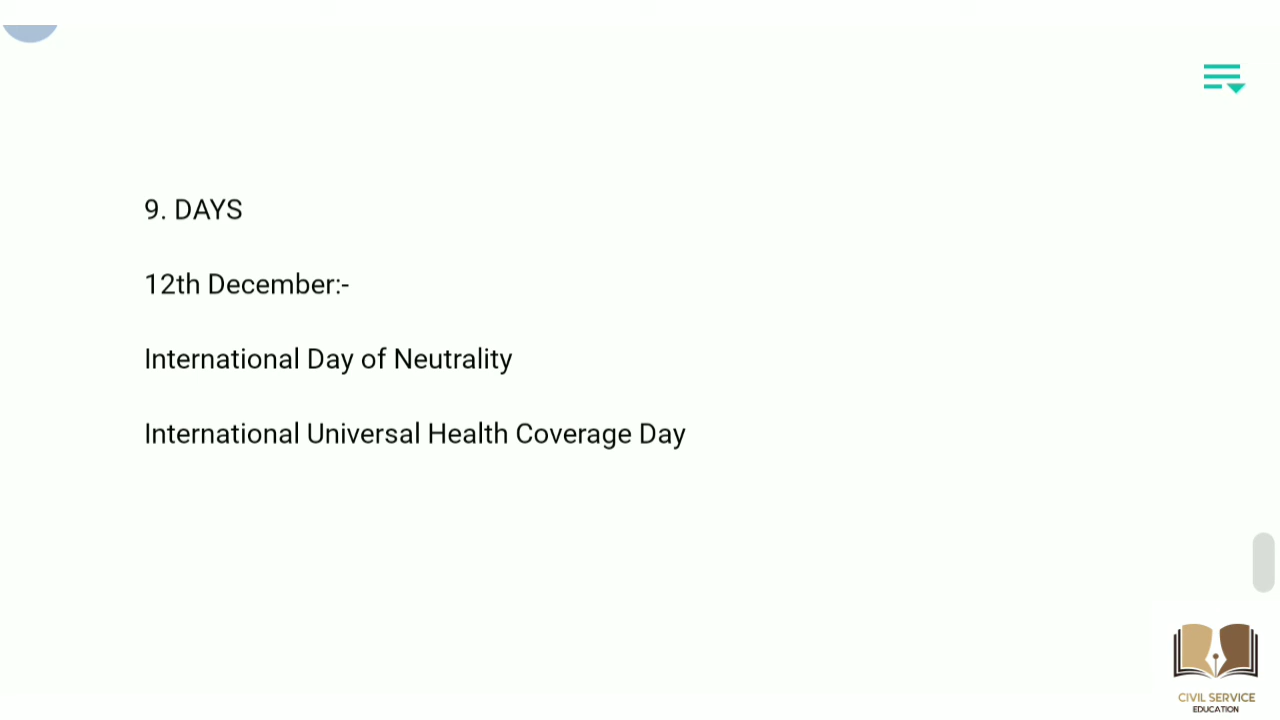 9. DAYS
12th December:-
International Day of Neutrality
International Universal Health Coverage Day
CIVIL SERVICE
EDUCATION